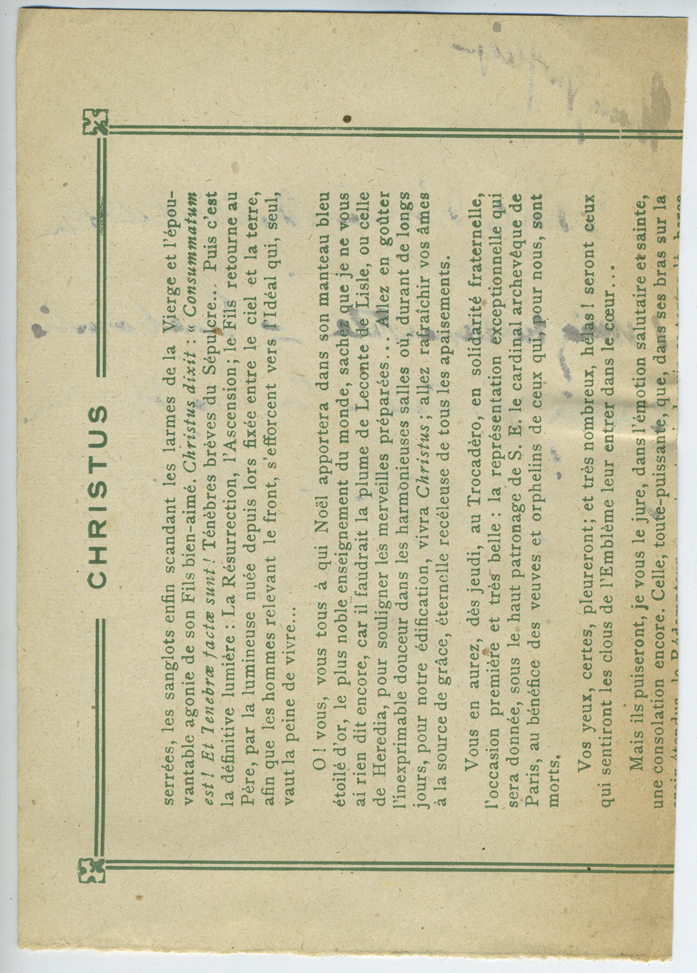 CHRISTUS
serrées, les sanglots enfin scandant les larmes de la Vierge et l'épou-
vantable agonie de son Fils bien-aimé. Christus dixit : « Consummatum
est ! Et Tenebræ factæ sunt ! Ténèbres brèves du Sépulcre... Puis c'est
la définitive lumière : La Résurrection, l'Ascension ; le Fils retourne au
Père, par la lumineuse nuée depuis lors fixée entre le ciel et la terre,
afin que les hommes relevant le front, s'efforcent vers l'Idéal qui, seul,
vaut la peine de vivre...
O ! vous, vous tous à qui Noël apportera dans son manteau bleu
étoilé d'or, le plus noble enseignement du monde, sachez que je ne vous
ai rien dit encore, car il faudrait la plume de Leconte de Lisle, ou celle
de Heredia, pour souligner les merveilles préparées... Allez en goûter
l'inexprimable douceur dans les harmonieuses salles où, durant de longs
jours, pour notre édification, vivra Christus ; allez rafraîchir vos âmes
à la source de grâce, éternelle recéleuse de tous les apaisements.
Vous en aurez, dès jeudi, au Trocadéro, en solidarité fraternelle,
l'occasion première et très belle : la représentation exceptionnelle qui
sera donnée, sous le haut patronage de S. E. le cardinal archevêque de
Paris, au bénéfice des veuves et orphelins de ceux qui, pour nous, sont
morts.
Vos yeux, certes, pleureront ; et très nombreux, hélas ! seront ceux
qui sentiront les clous de l'Emblème leur entrer dans le cœur...
Mais ils puiseront, je vous le jure, dans l'émotion salutaire et sainte,
une consolation encore. Celle, toute-puissante, que, dans ses bras sur la